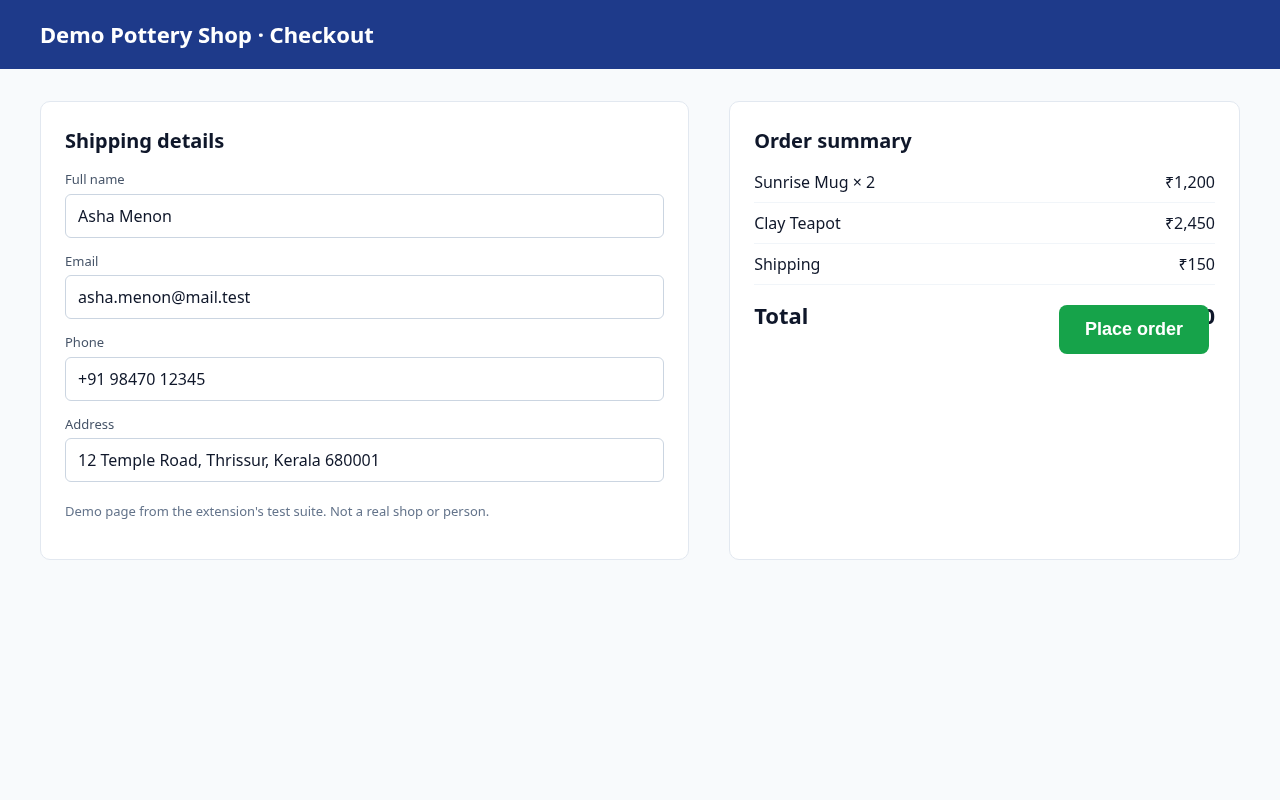 Demo Pottery Shop · Checkout
Shipping details
Full name
Asha Menon
Email
asha.menon@mail.test
Phone
+91 98470 12345
Address
12 Temple Road, Thrissur, Kerala 680001
Demo page from the extension's test suite. Not a real shop or person.
Order summary
Sunrise Mug × 2 ₹1,200
Clay Teapot ₹2,450
Shipping ₹150
Total
Place order